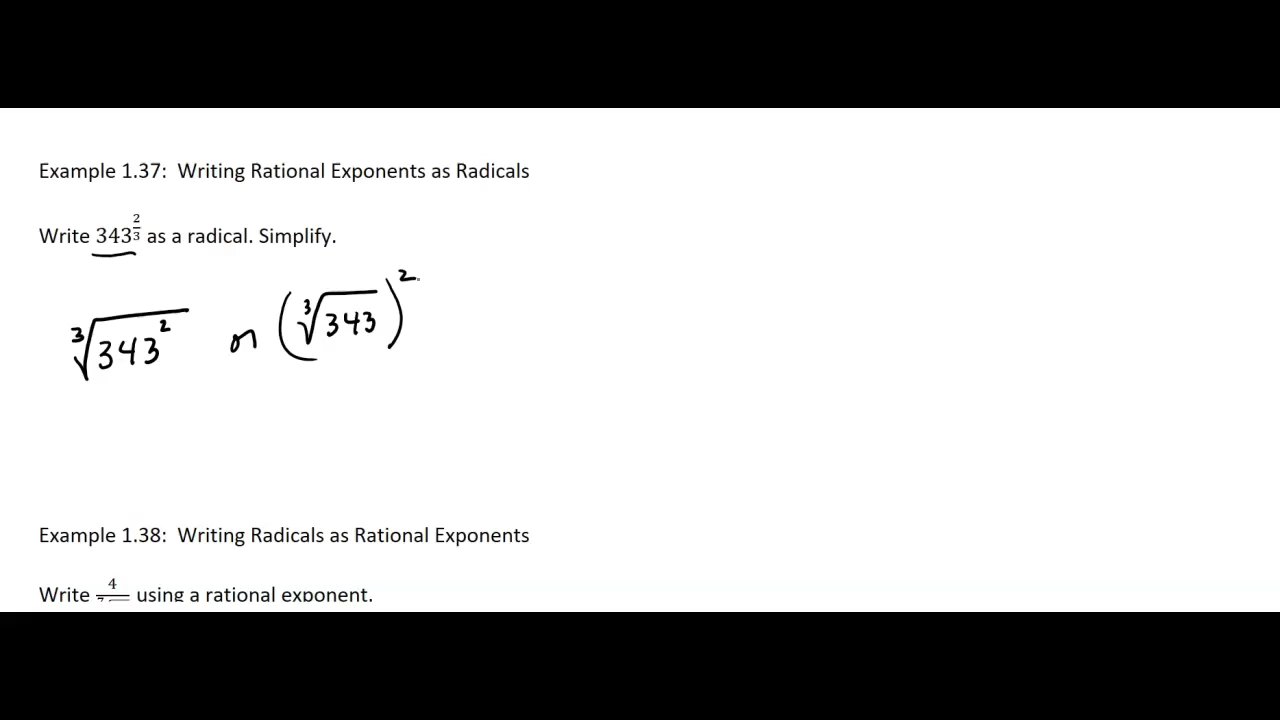 Example 1.37: Writing Rational Exponents as Radicals
Write 343^(2/3) as a radical. Simplify.
∛(343²) or (∛343)²
Example 1.38: Writing Radicals as Rational Exponents
Write 4 using a rational exponent.